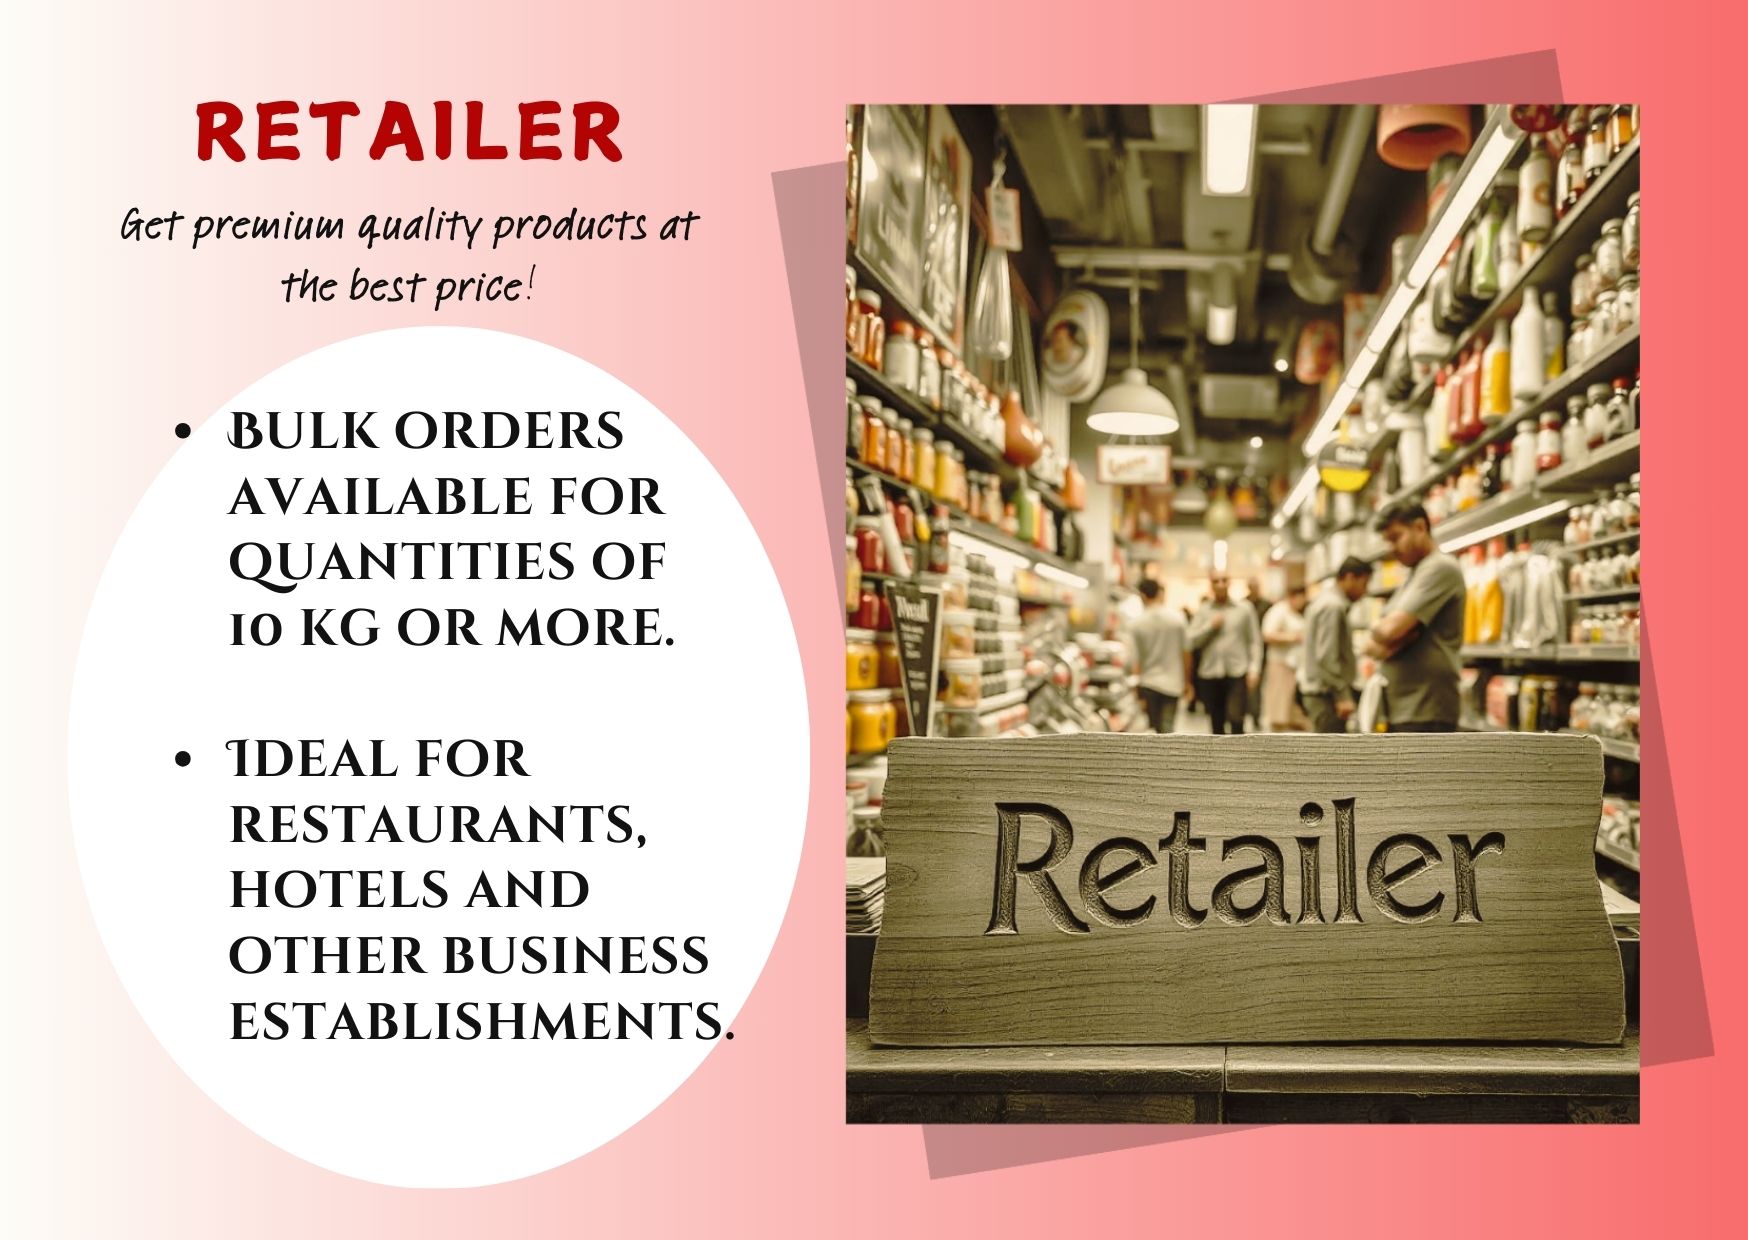 RETAILER
Get premium quality products at
the best price!
• Bulk orders
available for
quantities of
10 kg or more.
• Ideal for
restaurants,
hotels and
other business
establishments.
Retailer